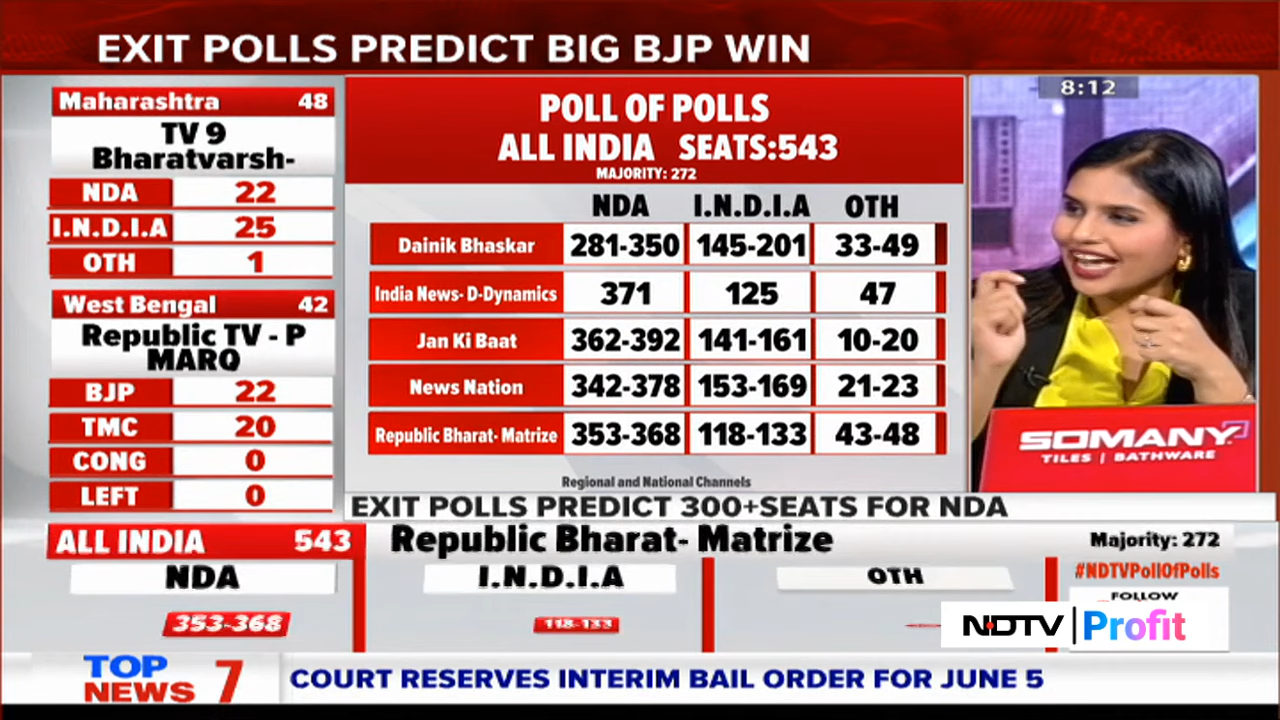 EXIT POLLS PREDICT BIG BJP WIN
Maharashtra 48
TV 9
Bharatvarsh-
NDA 22
I.N.D.I.A 25
OTH 1
West Bengal 42
Republic TV - P
MARQ
BJP 22
TMC 20
CONG 0
LEFT 0
POLL OF POLLS
ALL INDIA SEATS:543
MAJORITY: 272
NDA I.N.D.I.A OTH
Dainik Bhaskar 281-350 145-201 33-49
India News- D-Dynamics 371 125 47
Jan Ki Baat 362-392 141-161 10-20
News Nation 342-378 153-169 21-23
Republic Bharat- Matrize 353-368 118-133 43-48
Regional and National Channels
8:12
SOMANY
TILES | BATHWARE
EXIT POLLS PREDICT 300+SEATS FOR NDA
ALL INDIA 543 Republic Bharat- Matrize Majority: 272
NDA I.N.D.I.A OTH
353-368 118-133
#NDTVPollOfPolls
FOLLOW
NDTV Profit
TOP
NEWS 7
COURT RESERVES INTERIM BAIL ORDER FOR JUNE 5